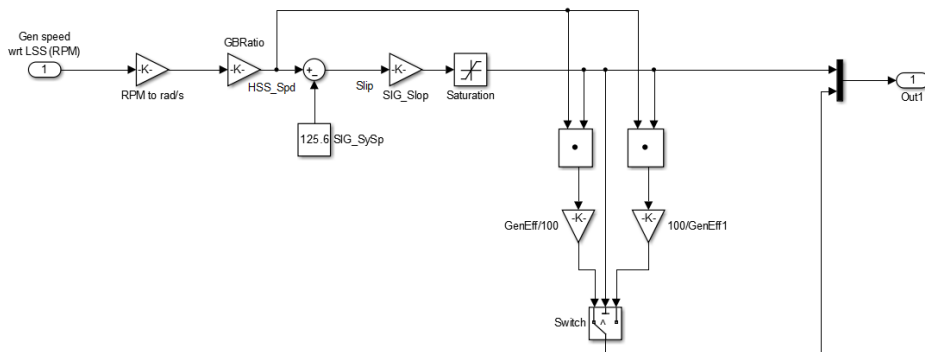 Gen speed
wrt LSS (RPM)
1
-K-
RPM to rad/s
GBRatio
-K-
HSS_Spd
+
-
125.6
SIG_SySp
Slip
-K-
SIG_Slop
Saturation
1
Out1
-K-
GenEff/100
-K-
100/GenEff1
Switch